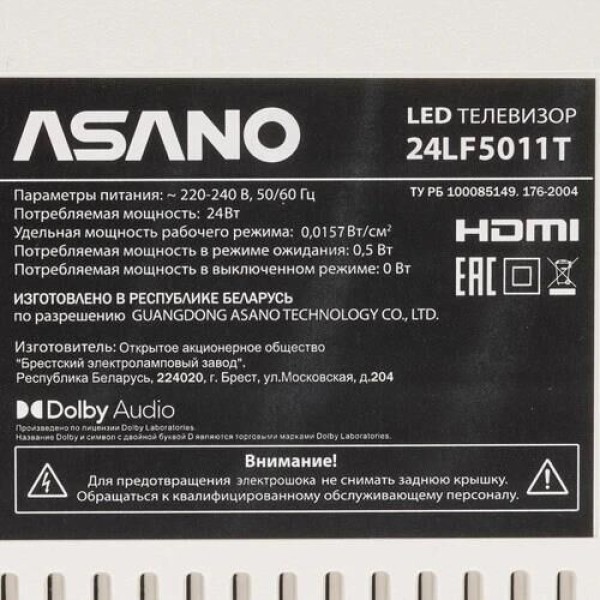 ASANO
LED ТЕЛЕВИЗОР
24LF5011T
Параметры питания: ~ 220-240 В, 50/60 Гц
ТУ РБ 100085149. 176-2004
Потребляемая мощность: 24Вт
Удельная мощность рабочего режима: 0,0157Вт/см²
HDMI
Потребляемая мощность в режиме ожидания: 0,5 Вт
Потребляемая мощность в выключенном режиме: 0 Вт
EAC
ИЗГОТОВЛЕНО В РЕСПУБЛИКЕ БЕЛАРУСЬ
по разрешению GUANGDONG ASANO TECHNOLOGY CO., LTD.
Изготовитель: Открытое акционерное общество
"Брестский электроламповый завод".
Республика Беларусь, 224020, г. Брест, ул.Московская, д.204
Dolby Audio
Произведено по лицензии Dolby Laboratories.
Название Dolby и символ с двойной буквой D являются торговыми марками Dolby Laboratories.
Внимание!
Для предотвращения электрошока не снимать заднюю крышку.
Обращаться к квалифицированному обслуживающему персоналу.